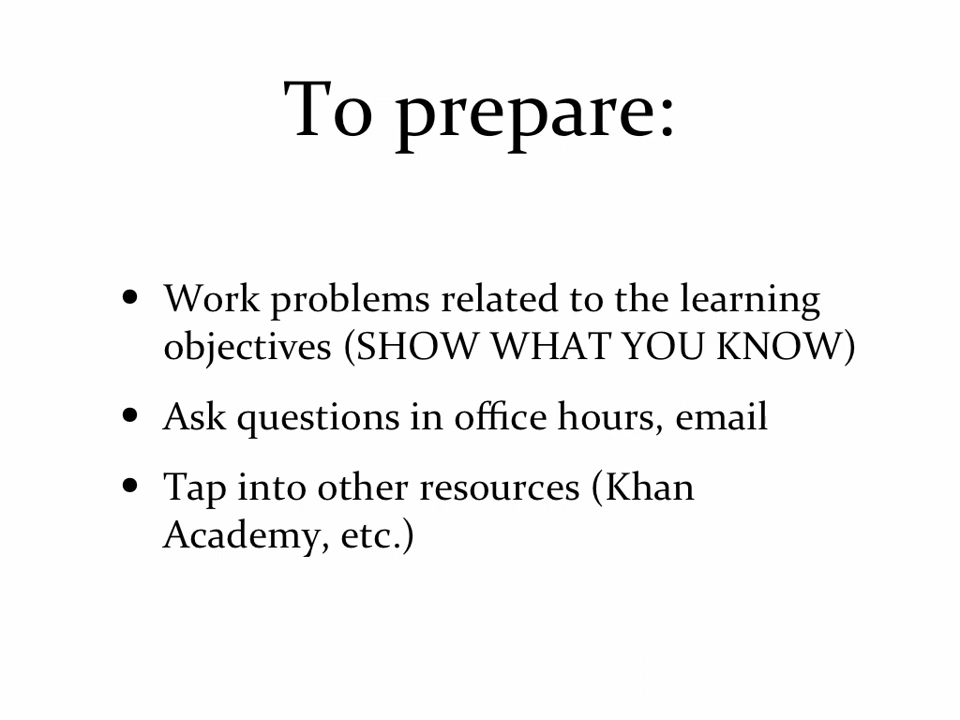 To prepare:
• Work problems related to the learning
objectives (SHOW WHAT YOU KNOW)
• Ask questions in office hours, email
• Tap into other resources (Khan
Academy, etc.)